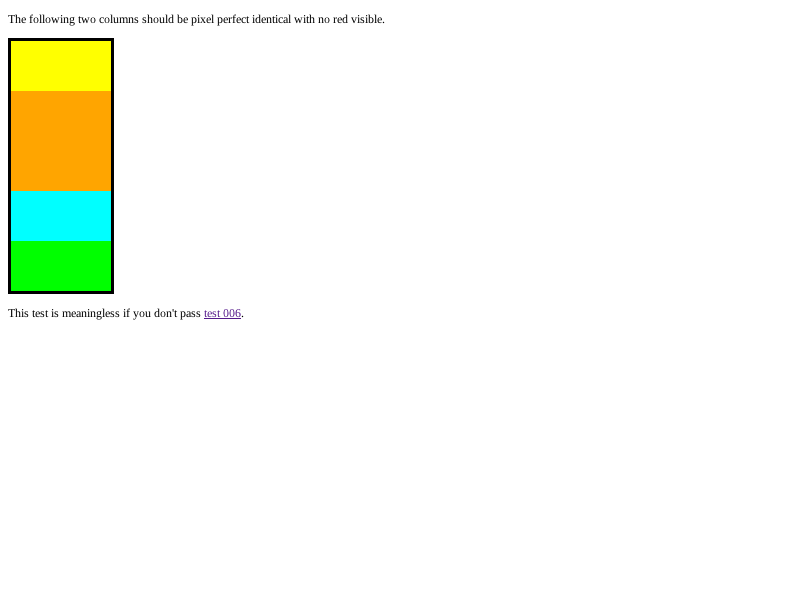 The following two columns should be pixel perfect identical with no red visible.
This test is meaningless if you don't pass test 006.